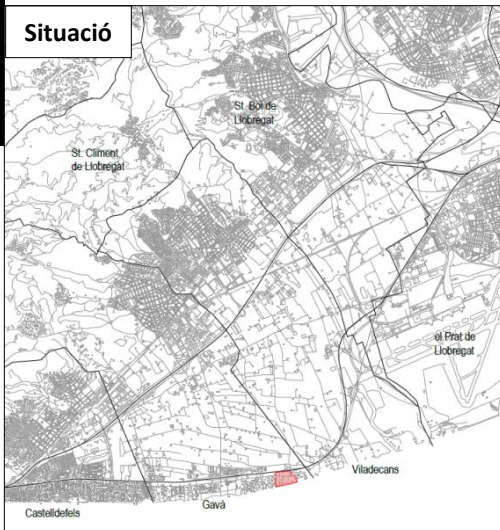 Situació
St. Boi de
Llobregat
St. Climent
de Llobregat
el Prat de
Llobregat
Viladecans
Gavà
Castelldefels